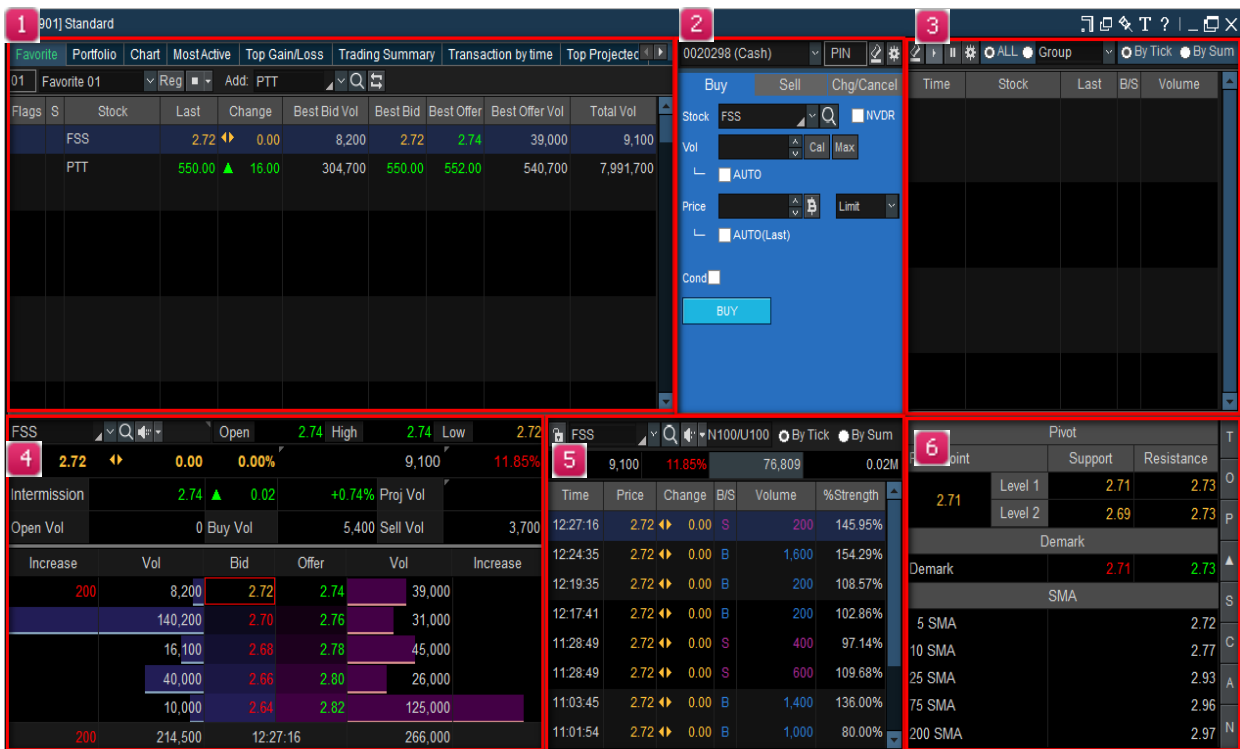 1 901] Standard 2 3 T ?
Favorite Portfolio Chart MostActive Top Gain/Loss Trading Summary Transaction by time Top Projected
01 Favorite 01 Reg Add: PTT
Flags S Stock Last Change Best Bid Vol Best Bid Best Offer Best Offer Vol Total Vol
FSS 2.72 0.00 8,200 2.72 2.74 39,000 9,100
PTT 550.00 ▲ 16.00 304,700 550.00 552.00 540,700 7,991,700
0020298 (Cash) PIN
Buy Sell Chg/Cancel
Stock FSS NVDR
Vol Cal Max
AUTO
Price Limit
AUTO(Last)
Cond
BUY
ALL Group By Tick By Sum
Time Stock Last B/S Volume
FSS Open 2.74 High 2.74 Low 2.72
4 2.72 0.00 0.00% 9,100 11.85%
Intermission 2.74 ▲ 0.02 +0.74% Proj Vol
Open Vol 0 Buy Vol 5,400 Sell Vol 3,700
Increase Vol Bid Offer Vol Increase
200 8,200 2.72 2.74 39,000
140,200 2.70 2.76 31,000
16,100 2.68 2.78 45,000
40,000 2.66 2.80 26,000
10,000 2.64 2.82 125,000
200 214,500 12:27:16 266,000
FSS N100/U100 By Tick By Sum
5 9,100 11.85% 76,809 0.02M
Time Price Change B/S Volume %Strength
12:27:16 2.72 0.00 S 200 145.95%
12:24:35 2.72 0.00 B 1,600 154.29%
12:19:35 2.72 0.00 B 200 108.57%
12:17:41 2.72 0.00 B 200 102.86%
11:28:49 2.72 0.00 S 400 97.14%
11:28:49 2.72 0.00 S 600 109.68%
11:03:45 2.72 0.00 B 1,400 136.00%
11:01:54 2.72 0.00 B 1,000 80.00%
Pivot
6 oint Support Resistance
2.71 Level 1 2.71 2.73
Level 2 2.69 2.73
Demark
Demark 2.71 2.73
SMA
5 SMA 2.72
10 SMA 2.77
25 SMA 2.93
75 SMA 2.96
200 SMA 2.97
T
O
P
▲
S
C
A
N